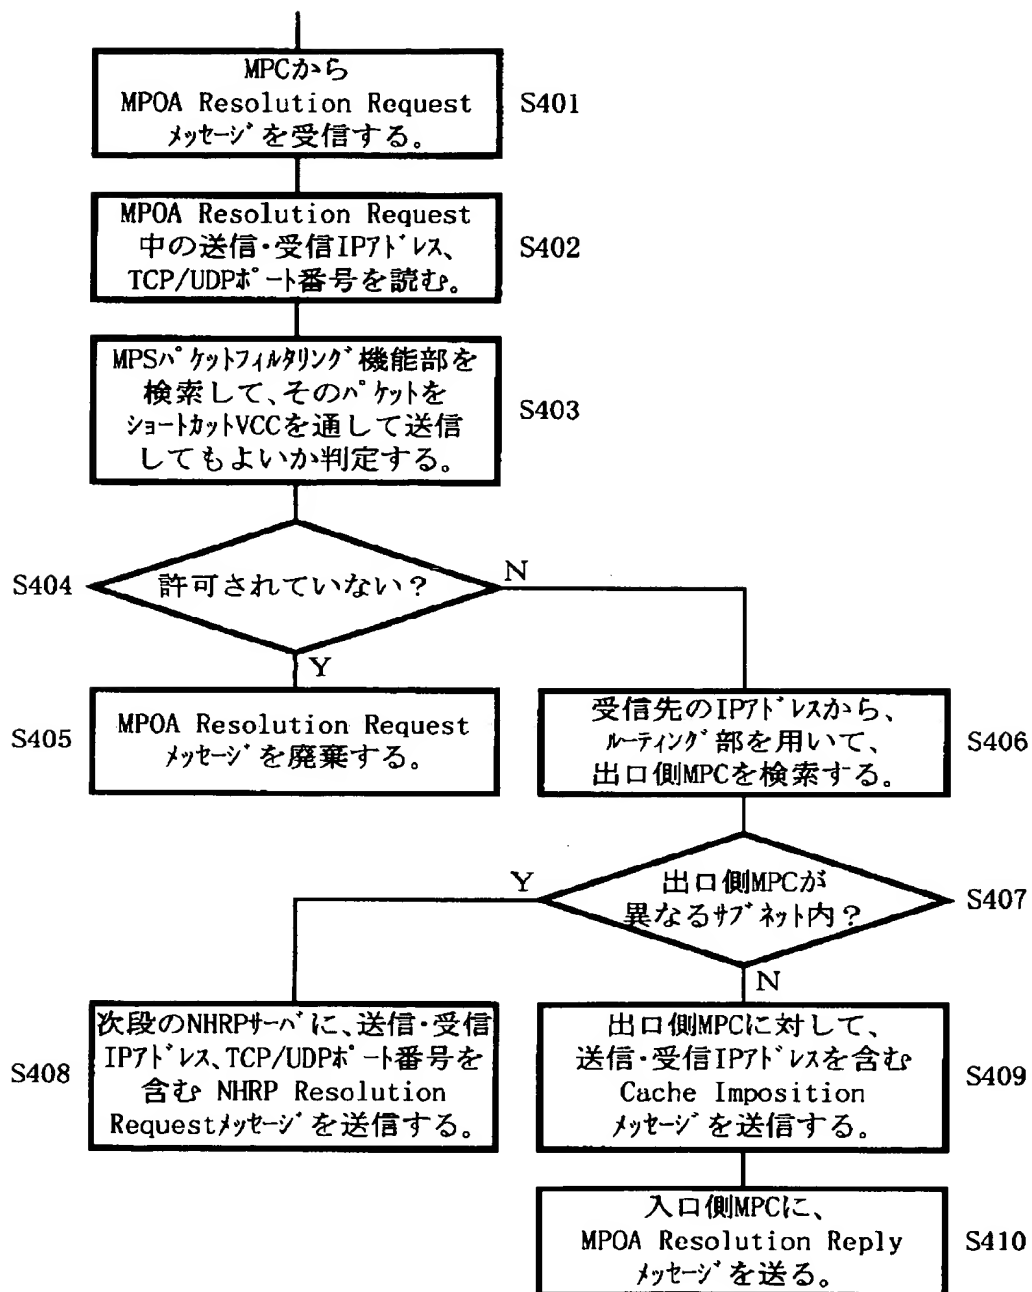 MPCから
MPOA Resolution Request
メッセージを受信する。
S401
MPOA Resolution Request
中の送信・受信IPアドレス、
TCP/UDPポート番号を読む。
S402
MPSパケットフィルタリング機能部を
検索して、そのパケットを
ショートカットVCCを通して送信
してもよいか判定する。
S403
S404
許可されていない?
N
Y
S405
MPOA Resolution Request
メッセージを廃棄する。
受信先のIPアドレスから、
ルーティング部を用いて、
出口側MPCを検索する。
S406
Y
出口側MPCが
異なるサブネット内?
S407
N
S408
次段のNHRPサーバに、送信・受信
IPアドレス、TCP/UDPポート番号を
含む NHRP Resolution
Requestメッセージを送信する。
出口側MPCに対して、
送信・受信IPアドレスを含む
Cache Imposition
メッセージを送信する。
S409
入口側MPCに、
MPOA Resolution Reply
メッセージを送る。
S410